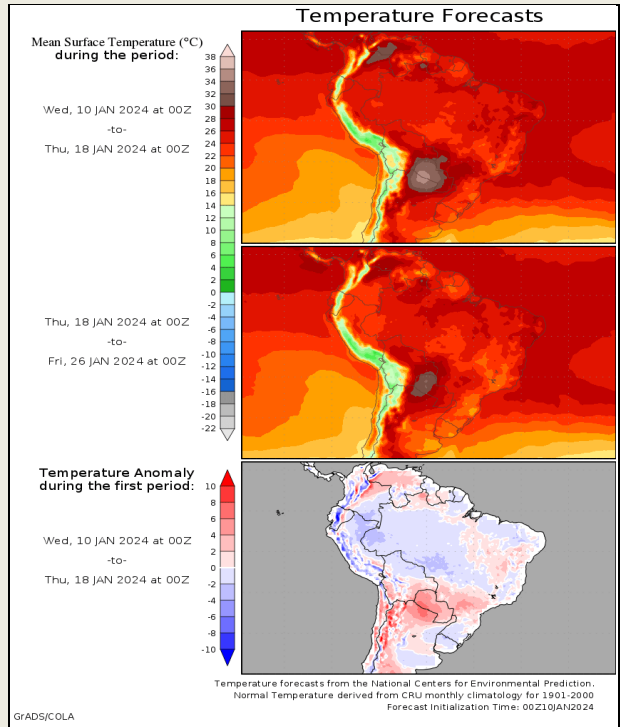 Temperature Forecasts
Mean Surface Temperature (°C)
during the period:
Wed, 10 JAN 2024 at 00Z
-to-
Thu, 18 JAN 2024 at 00Z
38
36
34
32
30
28
26
24
22
20
18
16
14
12
10
8
6
4
2
0
-2
-4
-6
-8
-10
-12
-14
-16
-18
-20
-22
Thu, 18 JAN 2024 at 00Z
-to-
Fri, 26 JAN 2024 at 00Z
Temperature Anomaly
during the first period:
Wed, 10 JAN 2024 at 00Z
-to-
Thu, 18 JAN 2024 at 00Z
10
8
6
4
2
0
-2
-4
-6
-8
-10
Temperature forecasts from the National Centers for Environmental Prediction.
Normal Temperature derived from CRU monthly climatology for 1901-2000
Forecast Initialization Time: 00Z10JAN2024
GrADS/COLA